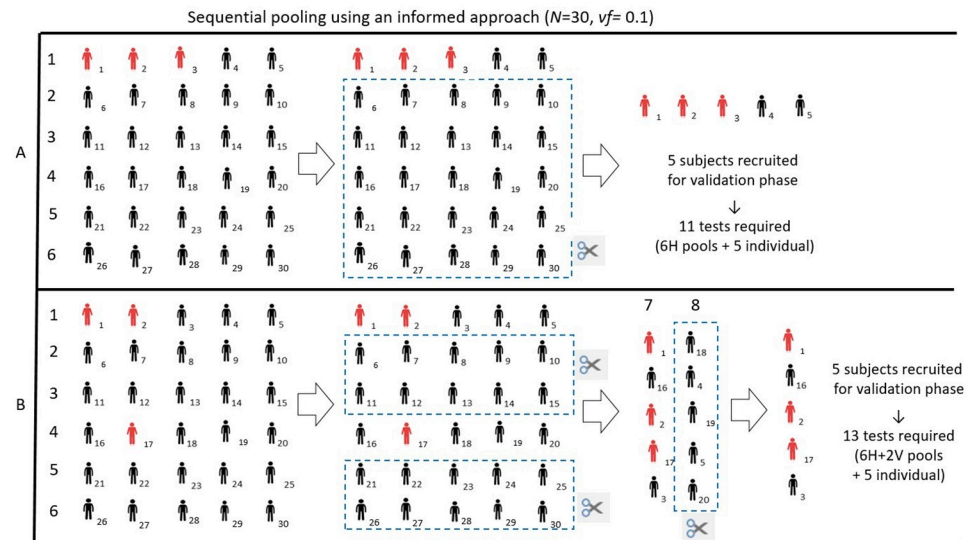 Sequential pooling using an informed approach (N=30, vf= 0.1)
A
1 1 2 3 4 5 1 2 3 4 5
2 6 7 8 9 10 6 7 8 9 10
3 11 12 13 14 15 11 12 13 14 15
4 16 17 18 19 20 16 17 18 19 20
5 21 22 23 24 25 21 22 23 24 25
6 26 27 28 29 30 26 27 28 29 30
1 2 3 4 5
5 subjects recruited
for validation phase
↓
11 tests required
(6H pools + 5 individual)
B
1 1 2 3 4 5 1 2 3 4 5
2 6 7 8 9 10 6 7 8 9 10
3 11 12 13 14 15 11 12 13 14 15
4 16 17 18 19 20 16 17 18 19 20
5 21 22 23 24 25 21 22 23 24 25
6 26 27 28 29 30 26 27 28 29 30
7 8
1 18
16 4
2 19
17 5
3 20
1
16
2
17
3
5 subjects recruited
for validation phase
↓
13 tests required
(6H+2V pools
+ 5 individual)